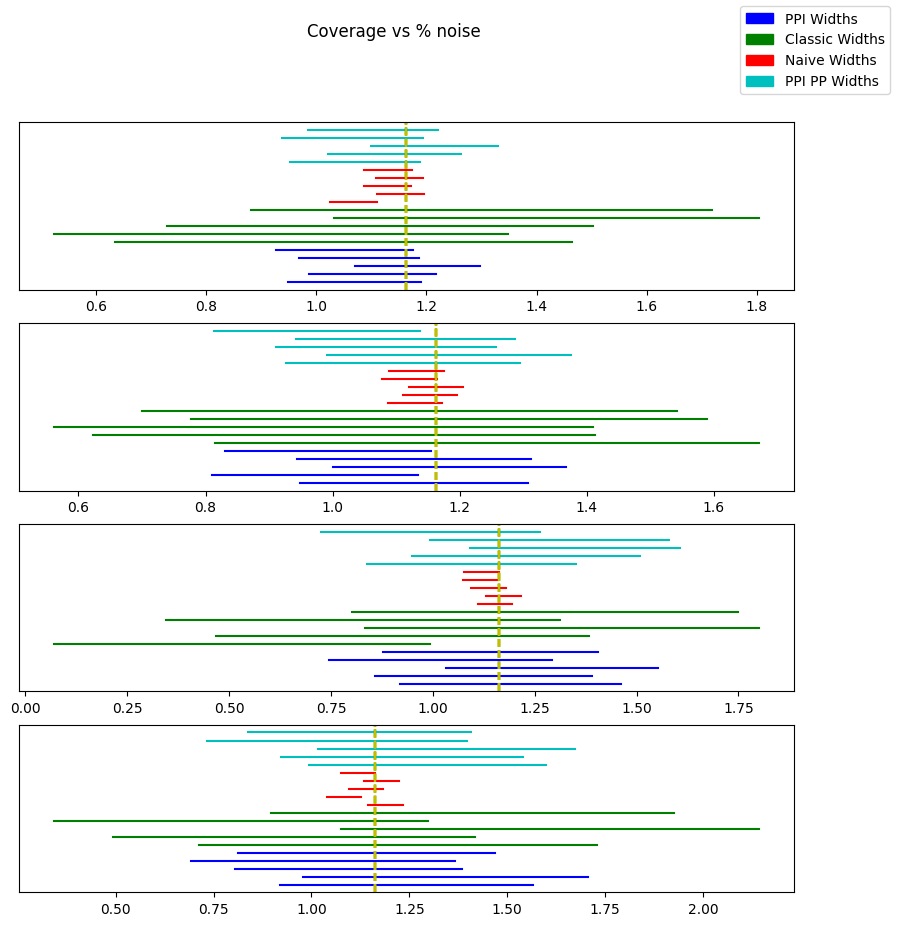 Coverage vs % noise
PPI Widths
Classic Widths
Naive Widths
PPI PP Widths
0.6 0.8 1.0 1.2 1.4 1.6 1.8
0.6 0.8 1.0 1.2 1.4 1.6
0.00 0.25 0.50 0.75 1.00 1.25 1.50 1.75
0.50 0.75 1.00 1.25 1.50 1.75 2.00